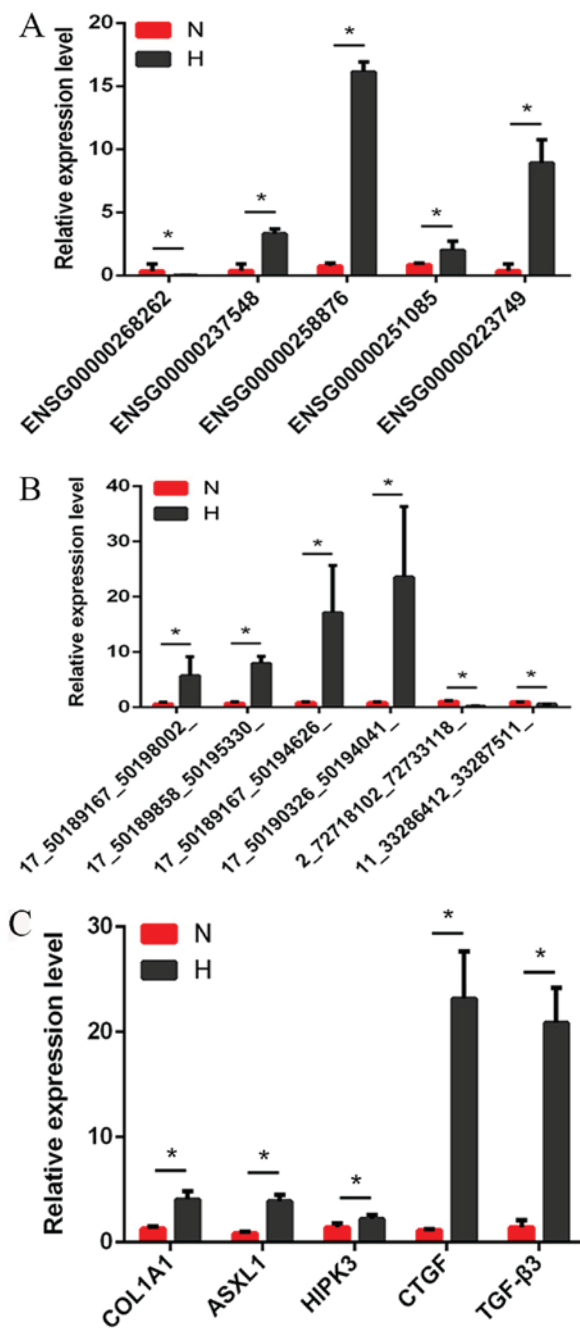 A
N
H
Relative expression level
20
15
10
5
0
*
*
*
*
*
ENSG00000268262
ENSG00000237548
ENSG00000258876
ENSG00000251085
ENSG00000223749
B
N
H
Relative expression level
40
30
20
10
0
*
*
*
*
*
*
17_50189167_50198002_
17_50189858_50195330_
17_50189167_50194626_
17_50190326_50194041_
2_72718102_72733118_
11_33286412_33287511_
C
N
H
Relative expression level
30
20
10
0
*
*
*
*
*
COL1A1
ASXL1
HIPK3
CTGF
TGF-β3